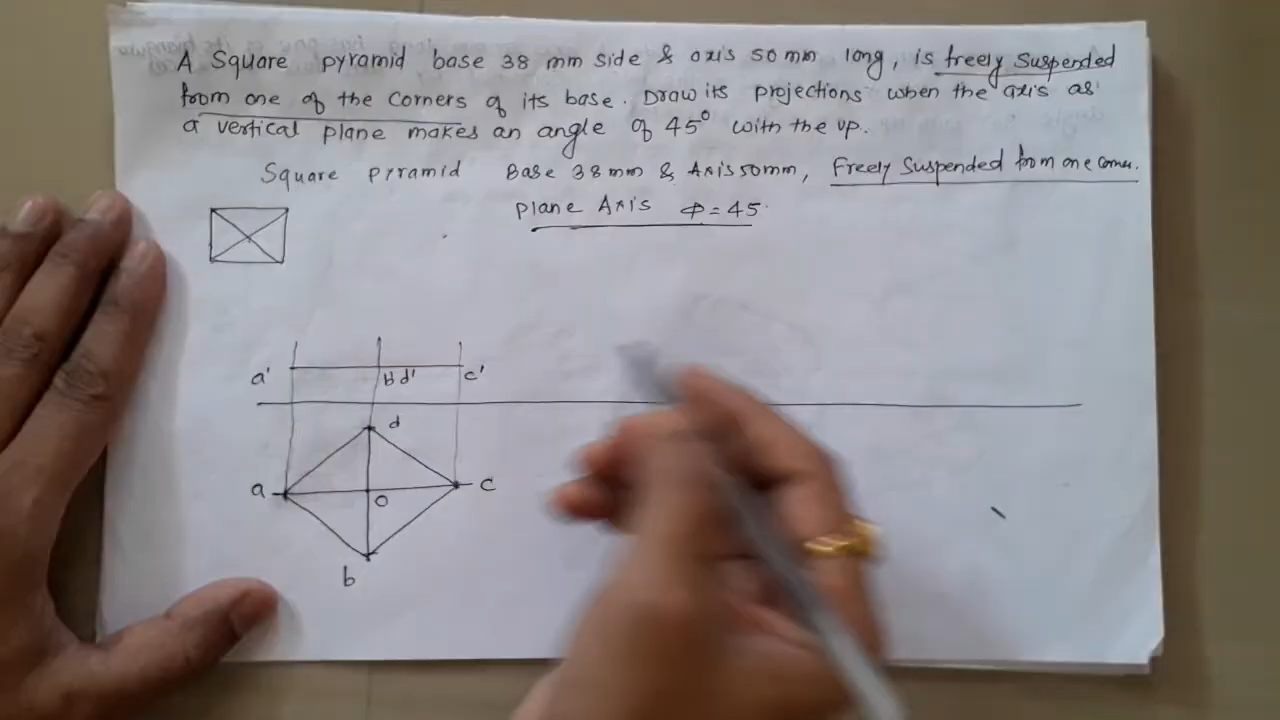 A Square pyramid base 38 mm side & axis 50 mm long, is freely suspended
from one of the corners of its base. Draw its projections when the axis as
a vertical plane makes an angle of 45° with the vp.
Square pyramid Base 38 mm & Axis 50mm, Freely Suspended from one corner.
plane Axis φ=45.
a' b'd' c'
d
a o c
b